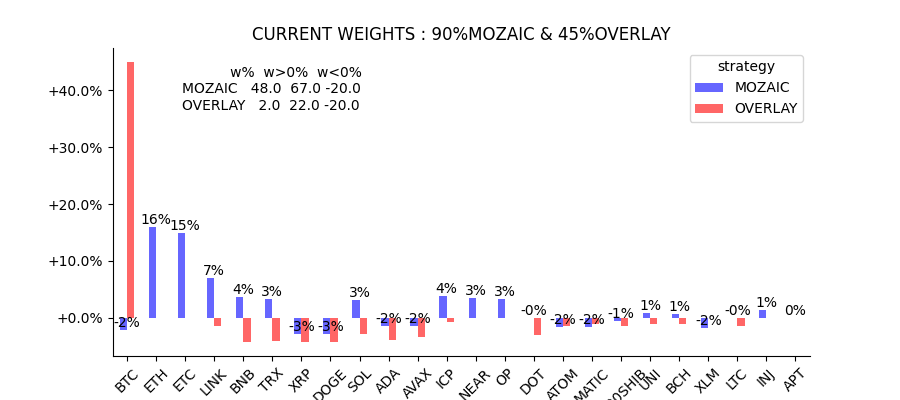 CURRENT WEIGHTS : 90%MOZAIC & 45%OVERLAY
w% w>0% w<0%
MOZAIC 48.0 67.0 -20.0
OVERLAY 2.0 22.0 -20.0
strategy
MOZAIC
OVERLAY
+40.0%
+30.0%
+20.0%
+10.0%
+0.0%
-2% 16% 15% 7% 4% 3% -3% -3% 3% -2% -2% 4% 3% 3% -0% -2% -2% -1% 1% 1% -2% -0% 1% 0%
BTC ETH ETC LINK BNB TRX XRP DOGE SOL ADA AVAX ICP NEAR OP DOT ATOM MATIC UNI BCH XLM LTC INJ APT